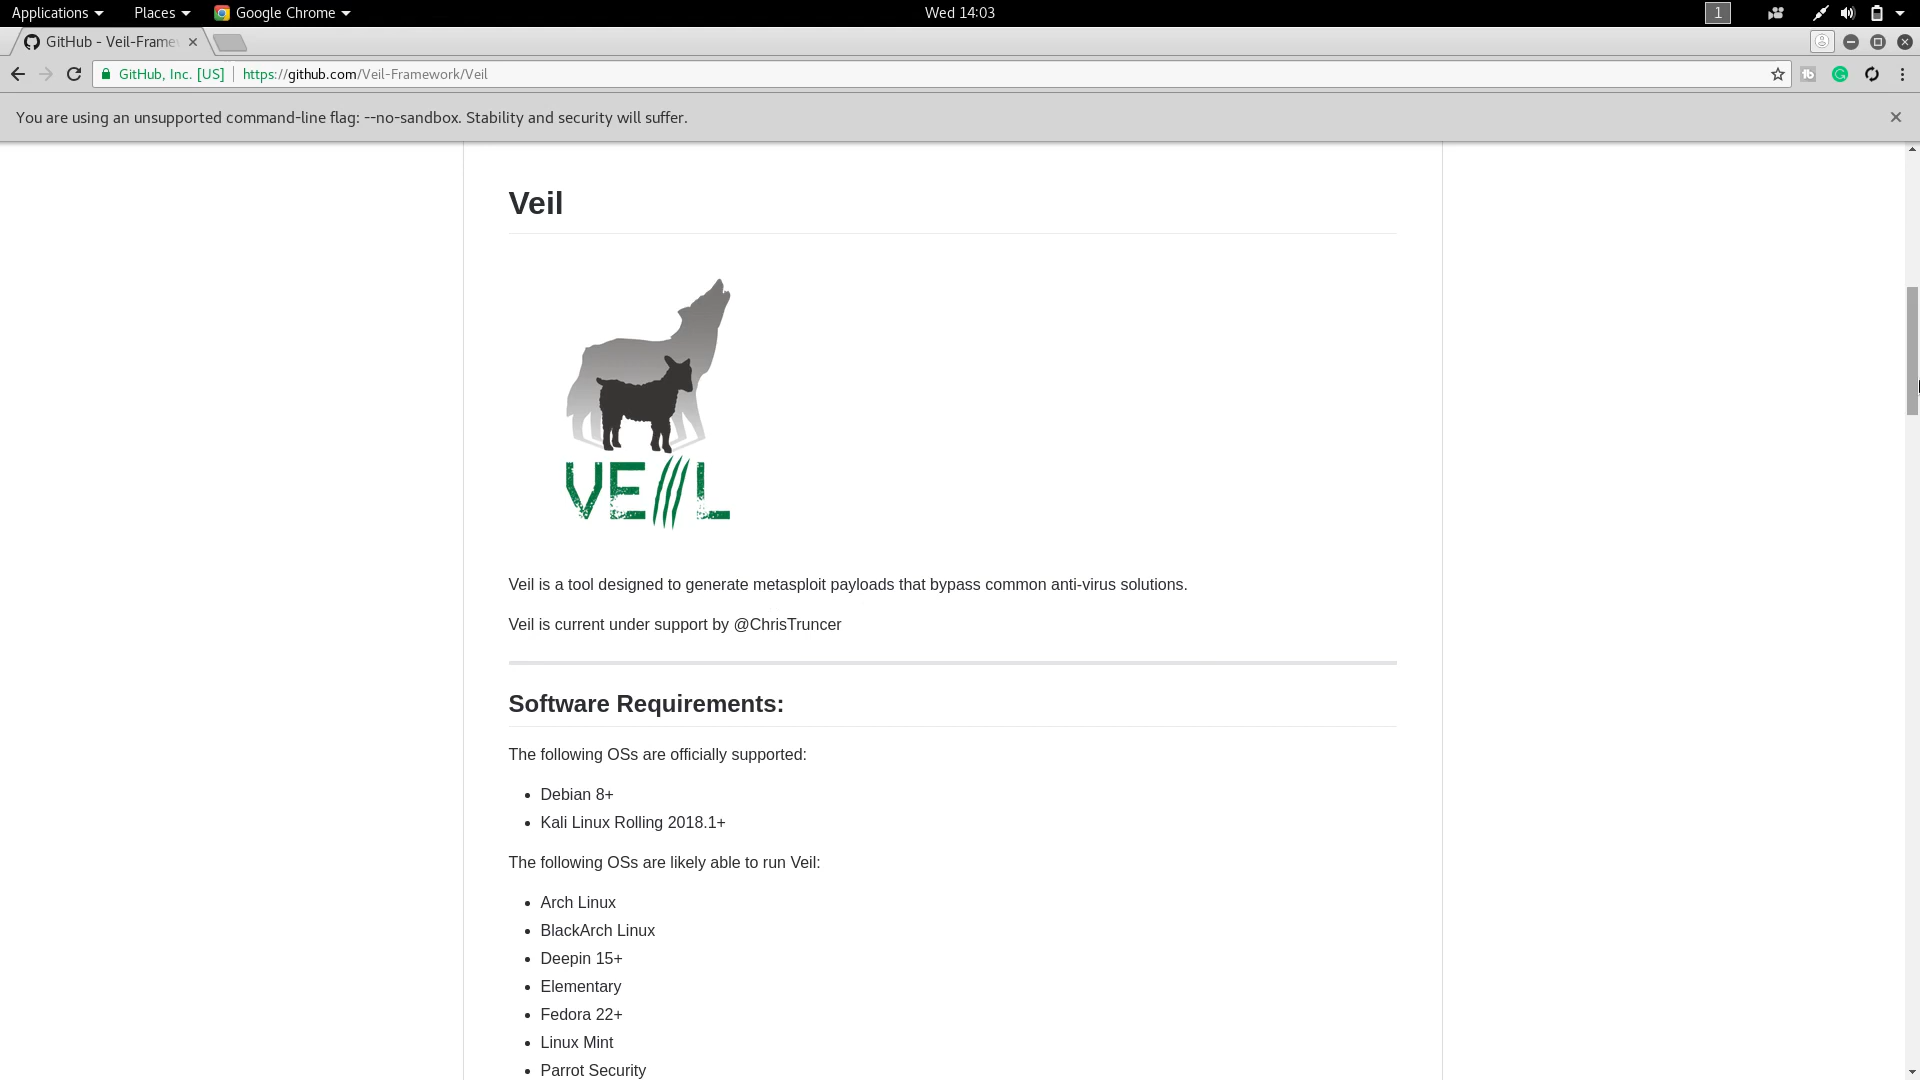 Applications Places Google Chrome Wed 14:03 1
GitHub - Veil-Frame
GitHub, Inc. [US] https://github.com/Veil-Framework/Veil
You are using an unsupported command-line flag: --no-sandbox. Stability and security will suffer.
Veil
VEIL
Veil is a tool designed to generate metasploit payloads that bypass common anti-virus solutions.
Veil is current under support by @ChrisTruncer
Software Requirements:
The following OSs are officially supported:
• Debian 8+
• Kali Linux Rolling 2018.1+
The following OSs are likely able to run Veil:
• Arch Linux
• BlackArch Linux
• Deepin 15+
• Elementary
• Fedora 22+
• Linux Mint
• Parrot Security